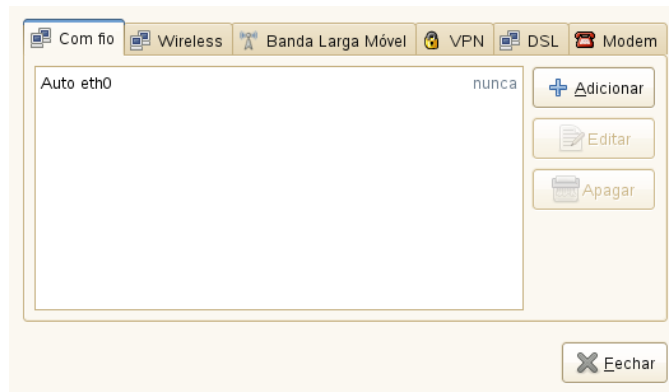 Com fio Wireless Banda Larga Móvel VPN DSL Modem
Auto eth0 nunca
Adicionar
Editar
Apagar
Fechar